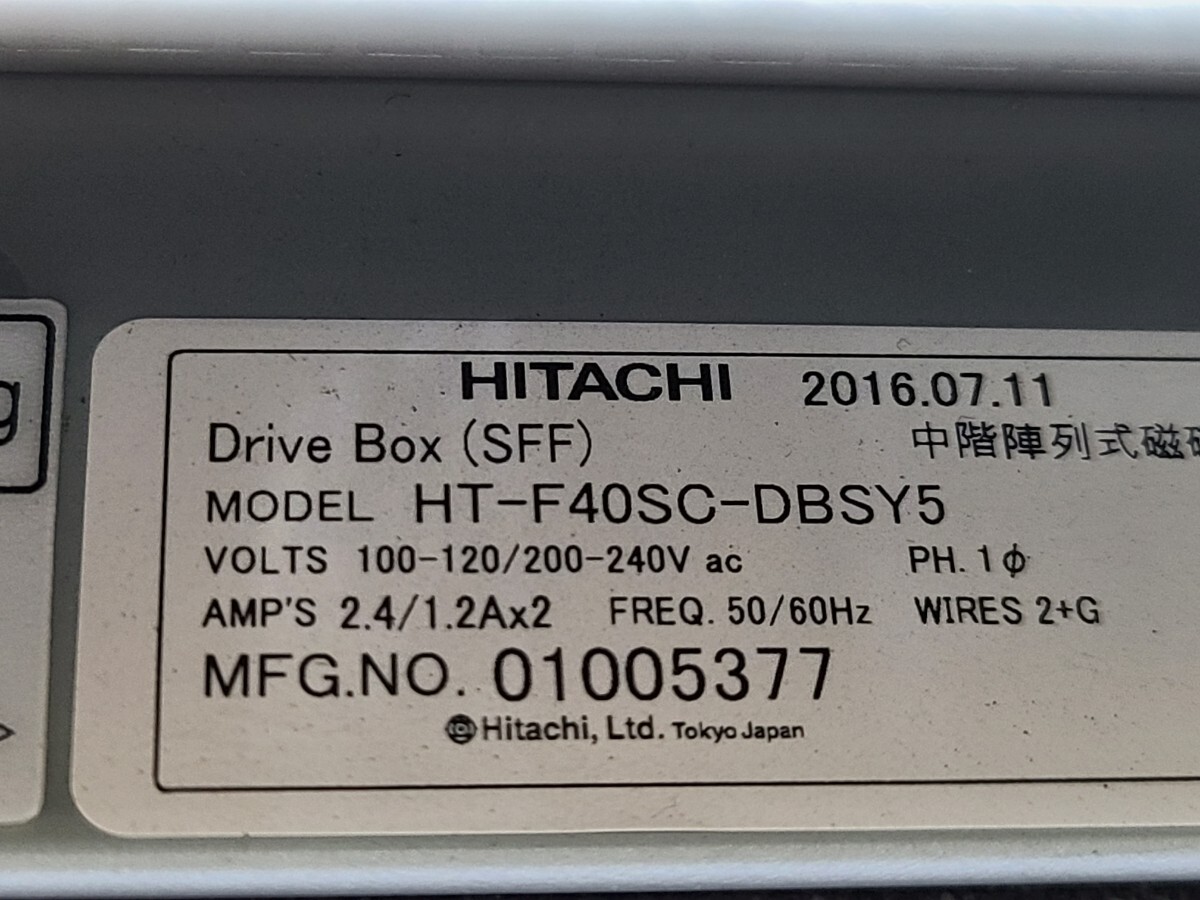 HITACHI 2016.07.11
Drive Box (SFF) 中階陣列式磁
MODEL HT-F40SC-DBSY5
VOLTS 100-120/200-240V ac PH. 1ϕ
AMP'S 2.4/1.2Ax2 FREQ. 50/60Hz WIRES 2+G
MFG.NO. 01005377
Hitachi, Ltd. Tokyo Japan
g